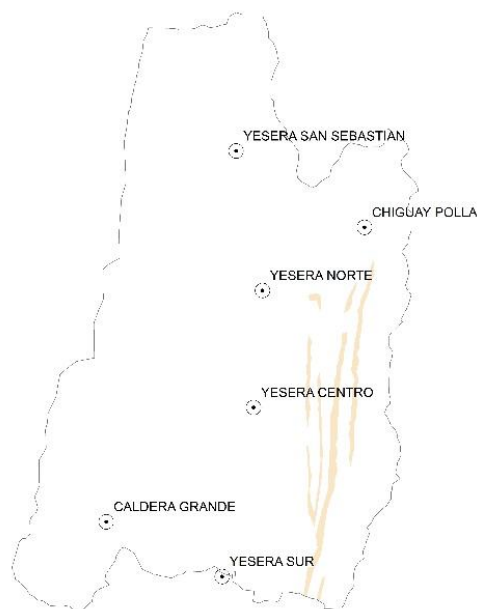 YESERA SAN SEBASTIAN
CHIGUAY POLLA
YESERA NORTE
YESERA CENTRO
CALDERA GRANDE
YESERA SUR